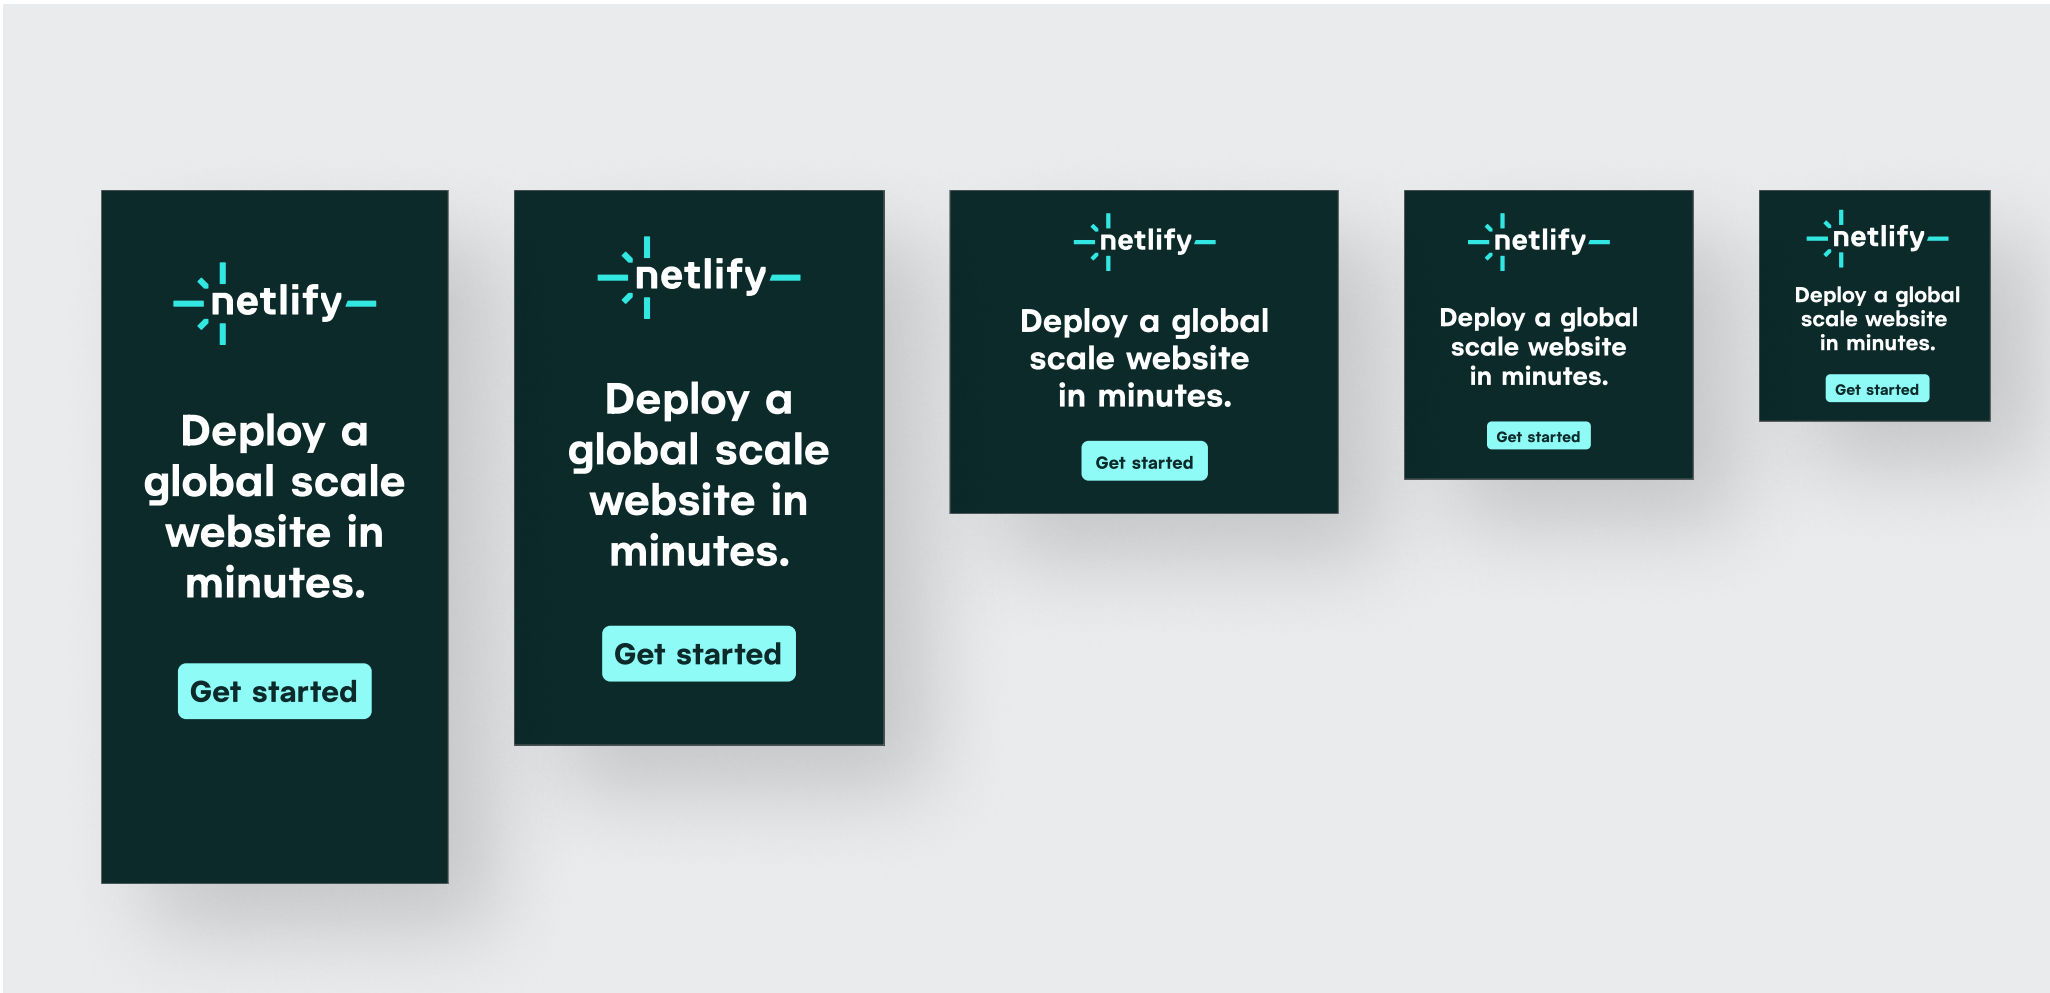 netlify
Deploy a
global scale
website in
minutes.
Get started
netlify
Deploy a
global scale
website in
minutes.
Get started
netlify
Deploy a global
scale website
in minutes.
Get started
netlify
Deploy a global
scale website
in minutes.
Get started
netlify
Deploy a global
scale website
in minutes.
Get started